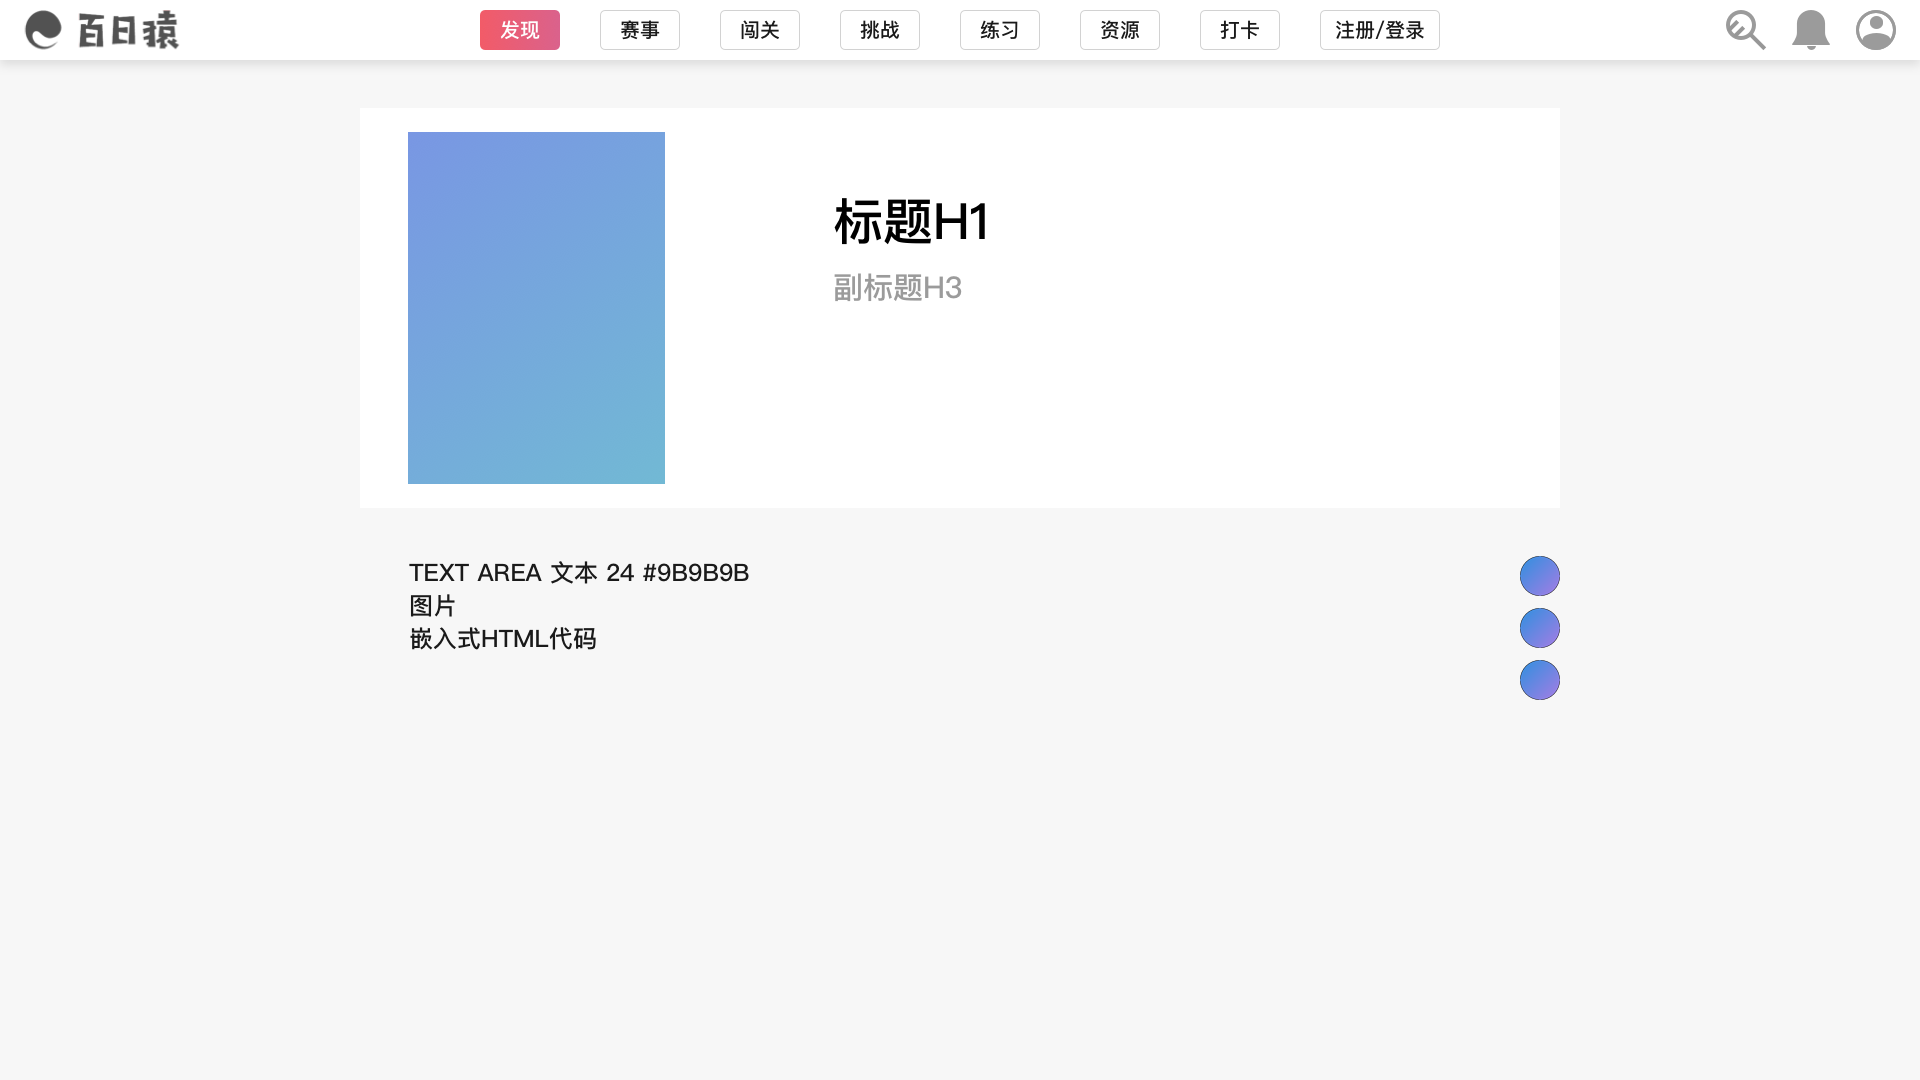 百日猿
发现
赛事
闯关
挑战
练习
资源
打卡
注册/登录
标题H1
副标题H3
TEXT AREA 文本 24 #9B9B9B
图片
嵌入式HTML代码